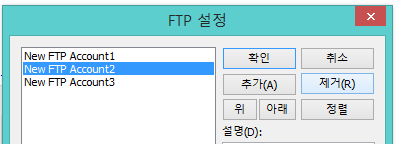 FTP 설정
New FTP Account1
New FTP Account2
New FTP Account3
확인 취소
추가(A) 제거(R)
위 아래 정렬
설명(D):